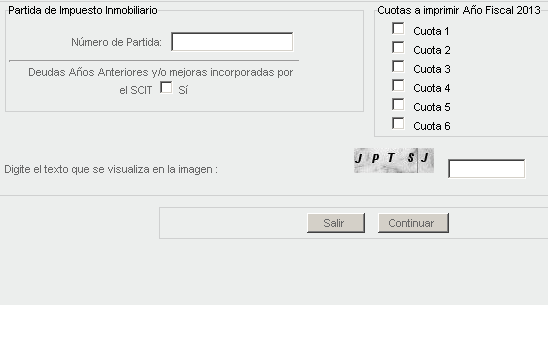 Partida de Impuesto Inmobiliario
Número de Partida:
Deudas Años Anteriores y/o mejoras incorporadas por
el SCIT Sí
Cuotas a imprimir Año Fiscal 2013
Cuota 1
Cuota 2
Cuota 3
Cuota 4
Cuota 5
Cuota 6
Digite el texto que se visualiza en la imagen :
J P T S J
Salir
Continuar